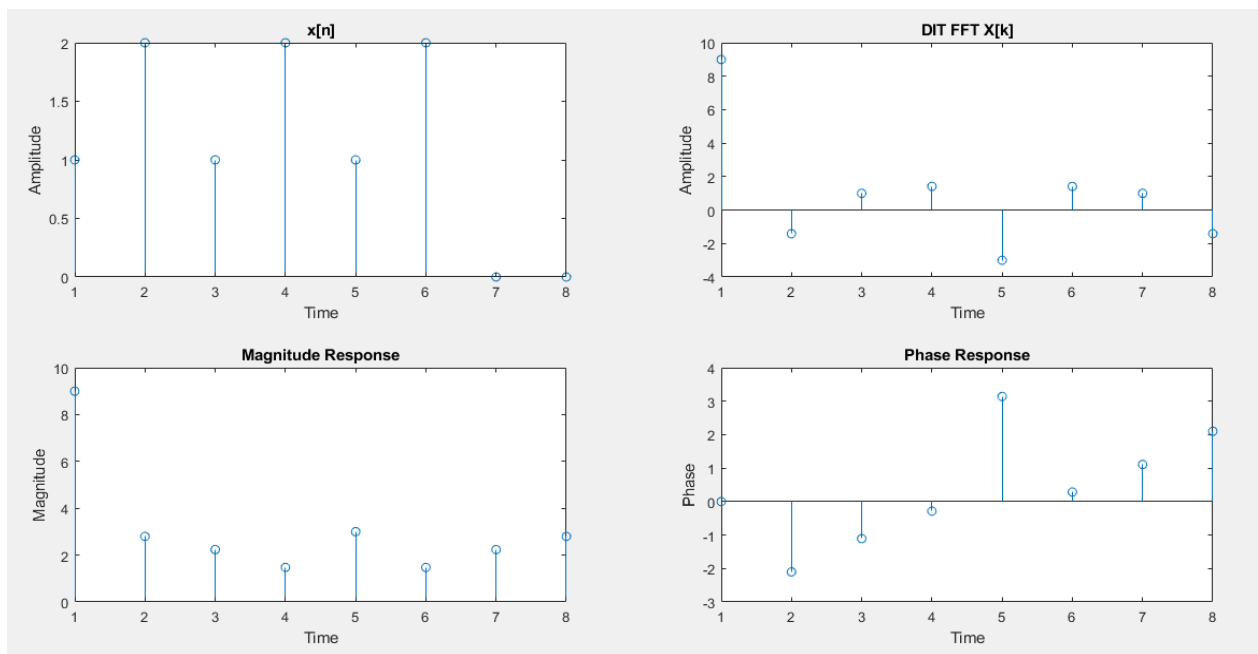 x[n]
2
1.5
1
0.5
0
Amplitude
1 2 3 4 5 6 7 8
Time
DIT FFT X[k]
10
8
6
4
2
0
-2
-4
Amplitude
1 2 3 4 5 6 7 8
Time
Magnitude Response
10
8
6
4
2
0
Magnitude
1 2 3 4 5 6 7 8
Time
Phase Response
4
3
2
1
0
-1
-2
-3
Phase
1 2 3 4 5 6 7 8
Time